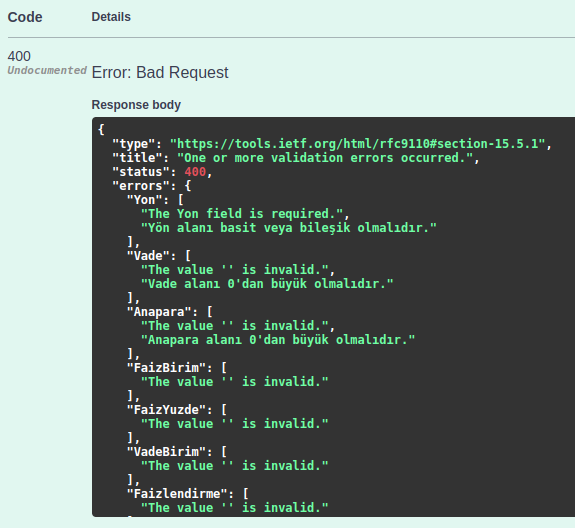 Code Details
400
Undocumented
Error: Bad Request
Response body
{
  "type": "https://tools.ietf.org/html/rfc9110#section-15.5.1",
  "title": "One or more validation errors occurred.",
  "status": 400,
  "errors": {
    "Yon": [
      "The Yon field is required.",
      "Yön alanı basit veya bileşik olmalıdır."
    ],
    "Vade": [
      "The value '' is invalid.",
      "Vade alanı 0'dan büyük olmalıdır."
    ],
    "Anapara": [
      "The value '' is invalid.",
      "Anapara alanı 0'dan büyük olmalıdır."
    ],
    "FaizBirim": [
      "The value '' is invalid."
    ],
    "FaizYuzde": [
      "The value '' is invalid."
    ],
    "VadeBirim": [
      "The value '' is invalid."
    ],
    "Faizlendirme": [
      "The value '' is invalid."